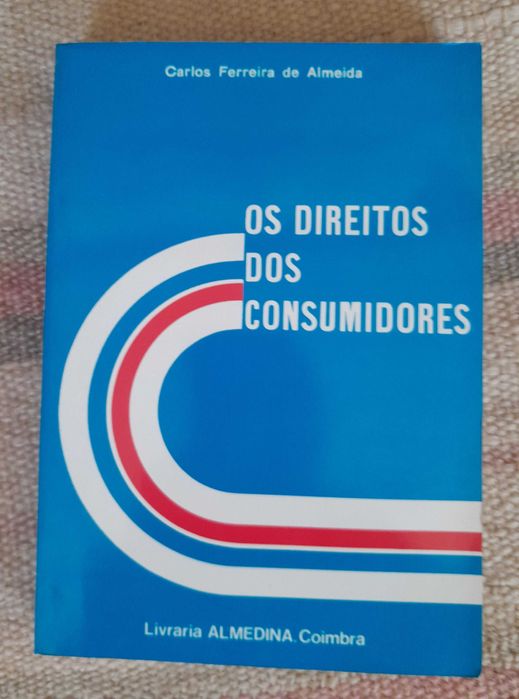 Carlos Ferreira de Almeida
OS DIREITOS
DOS
CONSUMIDORES
Livraria ALMEDINA. Coimbra